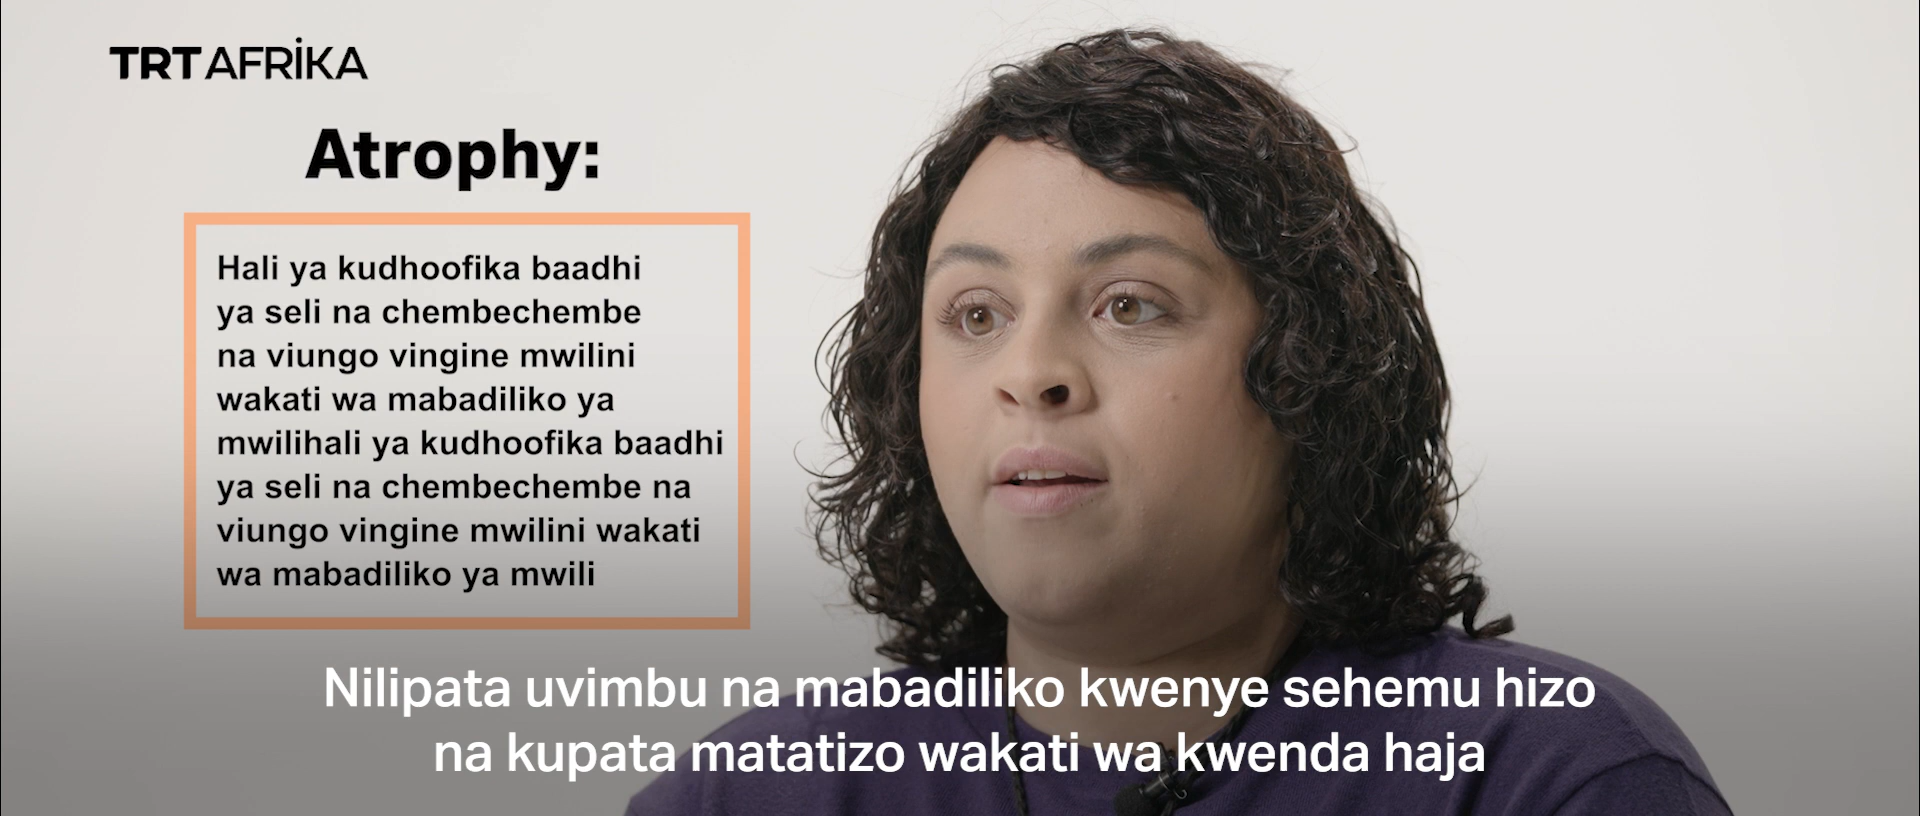 TRT AFRİKA
Atrophy:
Hali ya kudhoofika baadhi
ya seli na chembechembe
na viungo vingine mwilini
wakati wa mabadiliko ya
mwilihali ya kudhoofika baadhi
ya seli na chembechembe na
viungo vingine mwilini wakati
wa mabadiliko ya mwili
Nilipata uvimbu na mabadiliko kwenye sehemu hizo
na kupata matatizo wakati wa kwenda haja